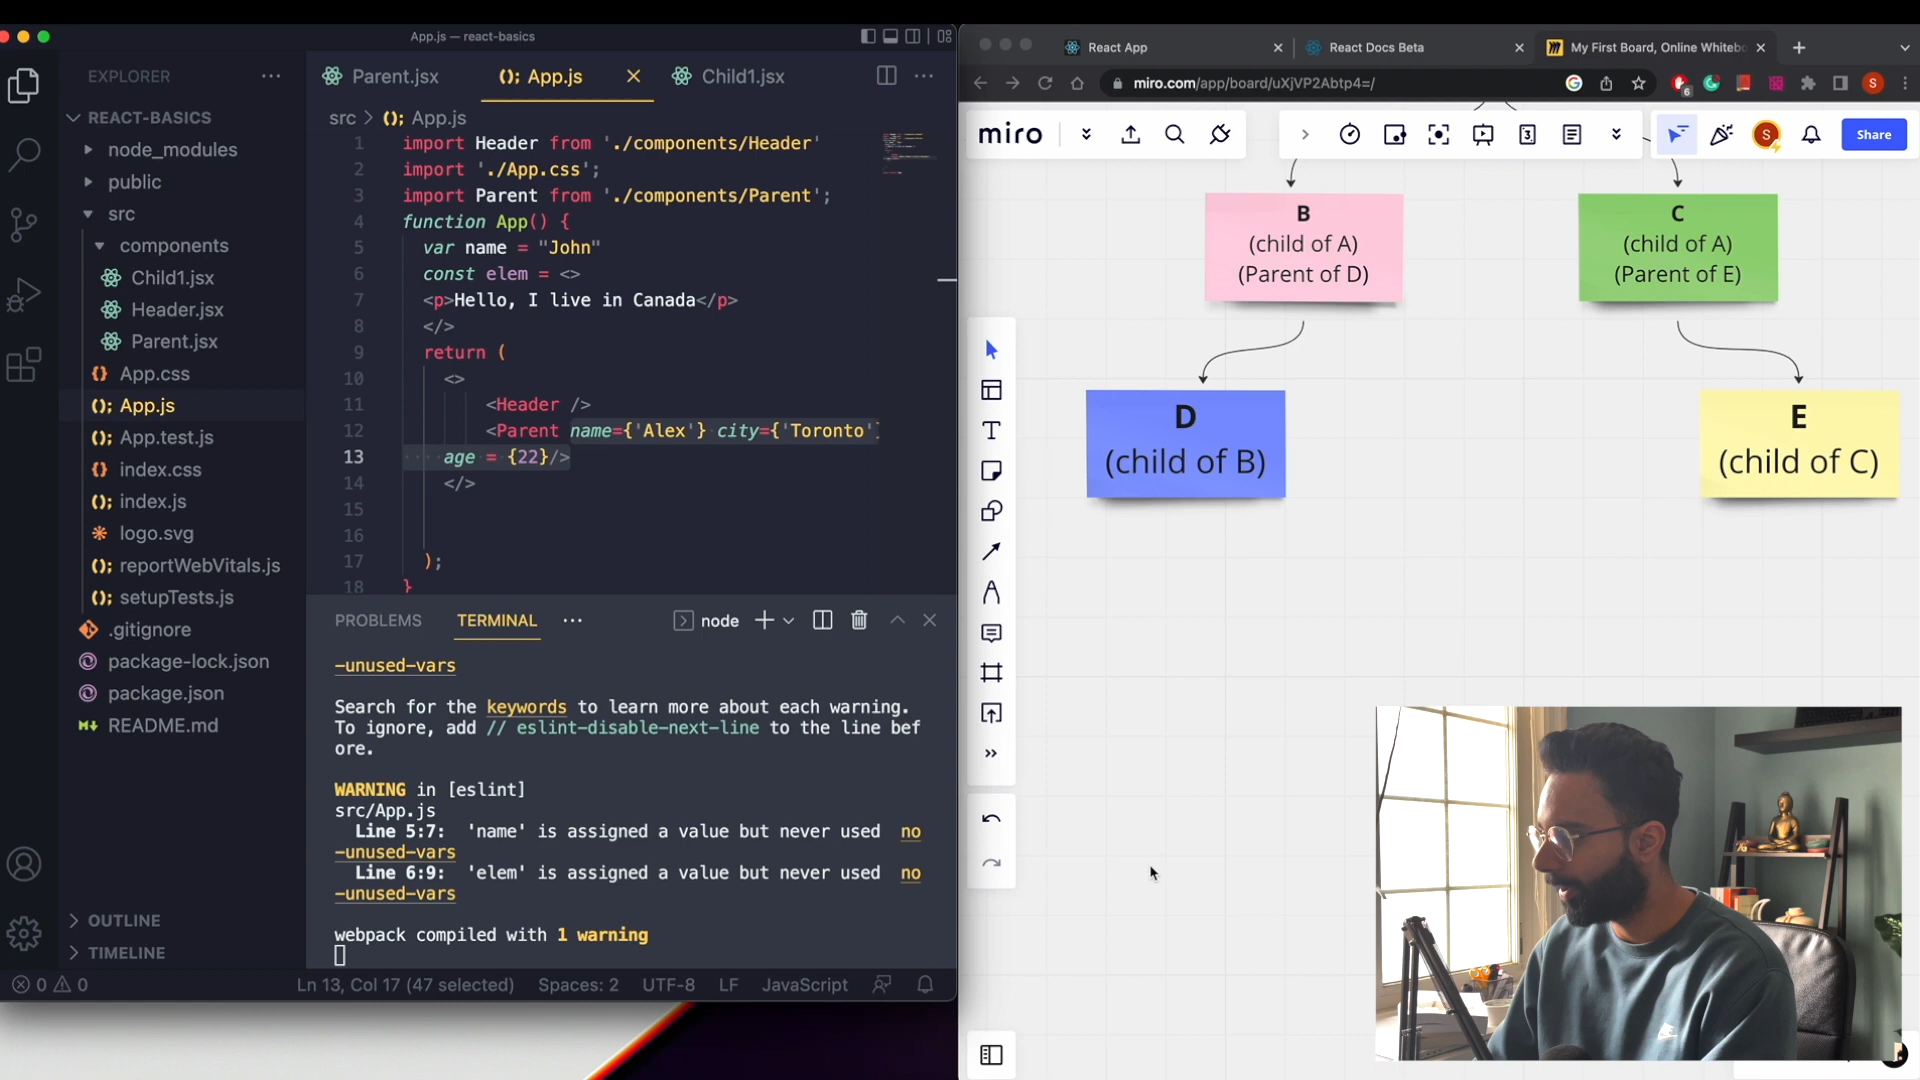 App.js — react-basics
EXPLORER
REACT-BASICS
node_modules
public
src
components
Child1.jsx
Header.jsx
Parent.jsx
App.css
App.js
App.test.js
index.css
index.js
logo.svg
reportWebVitals.js
setupTests.js
.gitignore
package-lock.json
package.json
README.md
OUTLINE
TIMELINE
Parent.jsx
App.js
Child1.jsx
src > App.js
1 import Header from './components/Header'
2 import './App.css';
3 import Parent from './components/Parent';
4 function App() {
5 var name = "John"
6 const elem = <>
7 <p>Hello, I live in Canada</p>
8 </>
9 return (
10 <>
11 <Header />
12 <Parent name={'Alex'} city={'Toronto'}
13 age = {22}/>
14 </>
15
16
17 );
18 }
PROBLEMS
TERMINAL
node
-unused-vars
Search for the keywords to learn more about each warning.
To ignore, add // eslint-disable-next-line to the line bef
ore.
WARNING in [eslint]
src/App.js
Line 5:7: 'name' is assigned a value but never used no
-unused-vars
Line 6:9: 'elem' is assigned a value but never used no
-unused-vars
webpack compiled with 1 warning
0 0
Ln 13, Col 17 (47 selected)
Spaces: 2
UTF-8
LF
JavaScript
React App
React Docs Beta
My First Board, Online Whitebo
miro.com/app/board/uXjVP2Abtp4=/
6
S
miro
3
S
Share
B
(child of A)
(Parent of D)
C
(child of A)
(Parent of E)
D
(child of B)
E
(child of C)